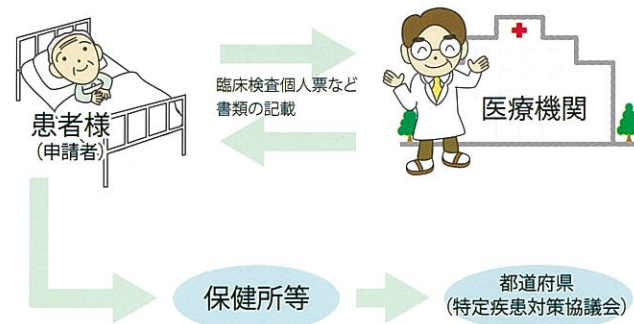 臨床検査個人票など
書類の記載
患者様
(申請者)
医療機関
保健所等
都道府県
(特定疾患対策協議会)